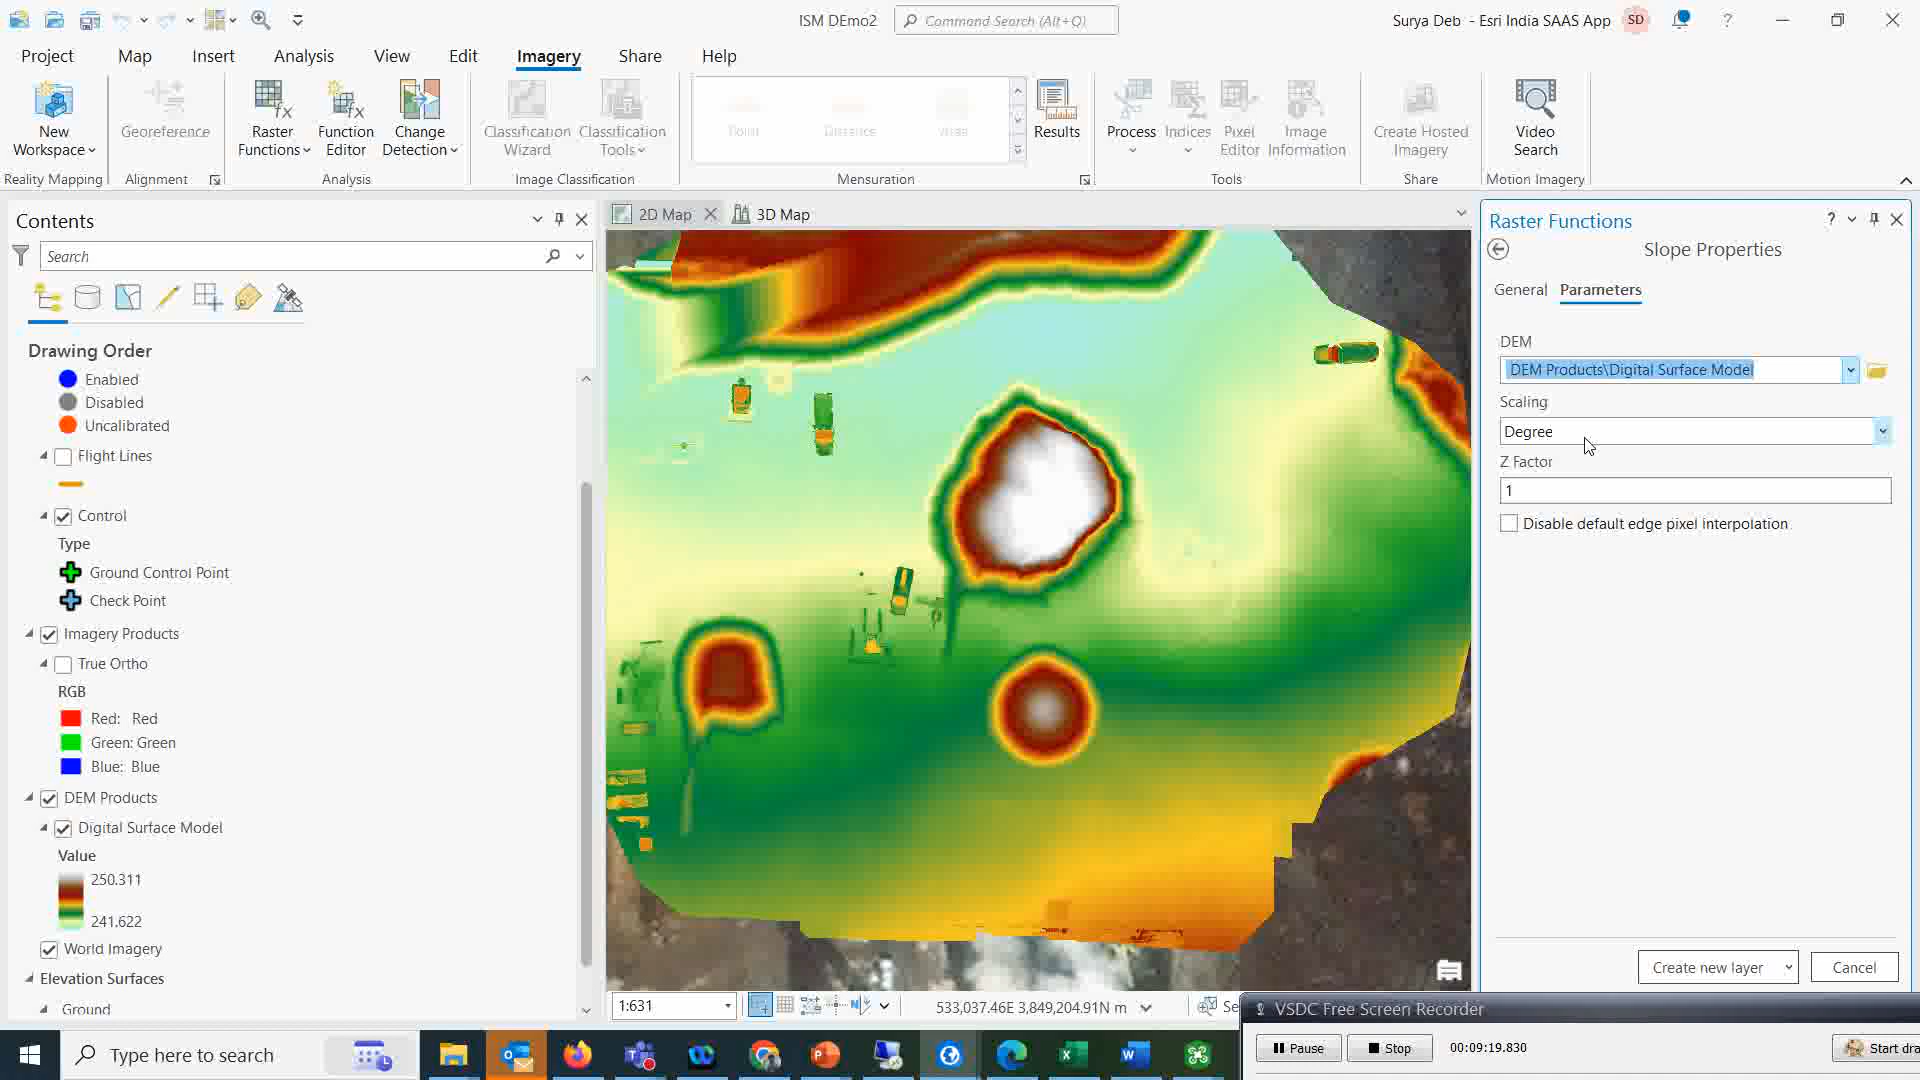 ISM DEmo2
Command Search (Alt+Q)
Surya Deb - Esri India SAAS App
SD
?
Project
Map
Insert
Analysis
View
Edit
Imagery
Share
Help
New
Workspace
Georeference
Raster
Functions
Function
Editor
Change
Detection
Classification
Wizard
Classification
Tools
Point
Distance
Area
Results
Process
Indices
Pixel
Editor
Image
Information
Create Hosted
Imagery
Video
Search
Reality Mapping
Alignment
Analysis
Image Classification
Mensuration
Tools
Share
Motion Imagery
Contents
Search
Drawing Order
Enabled
Disabled
Uncalibrated
Flight Lines
Control
Type
Ground Control Point
Check Point
Imagery Products
True Ortho
RGB
Red: Red
Green: Green
Blue: Blue
DEM Products
Digital Surface Model
Value
250.311
241.622
World Imagery
Elevation Surfaces
Ground
2D Map
3D Map
1:631
533,037.46E 3,849,204.91N m
Se
Raster Functions
?
Slope Properties
General
Parameters
DEM
DEM Products\Digital Surface Model
Scaling
Degree
Z Factor
1
Disable default edge pixel interpolation
Create new layer
Cancel
VSDC Free Screen Recorder
Pause
Stop
00:09:19.830
Start dra
Type here to search